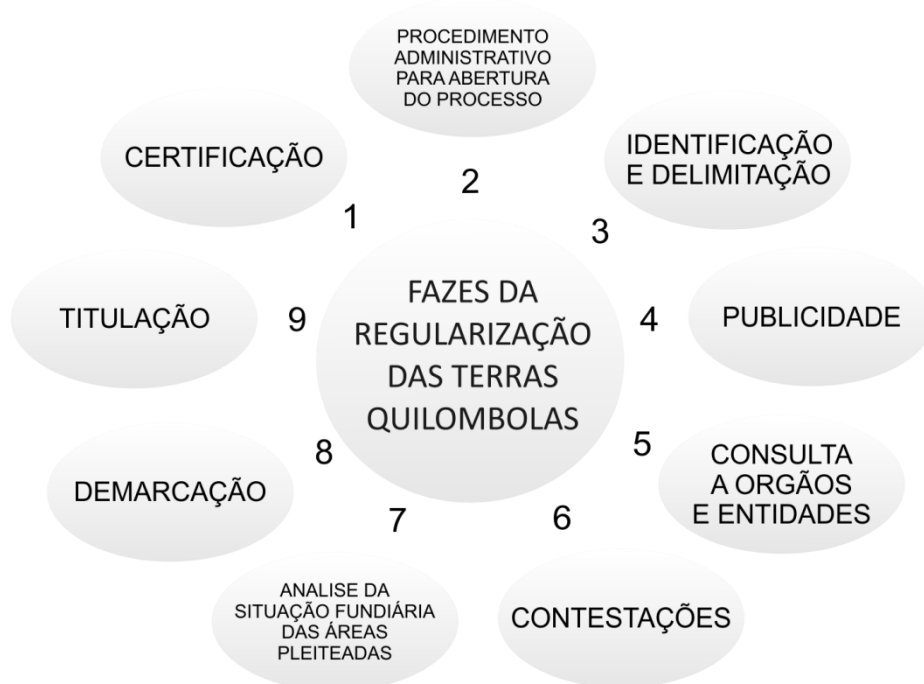 PROCEDIMENTO
ADMINISTRATIVO
PARA ABERTURA
DO PROCESSO
CERTIFICAÇÃO
IDENTIFICAÇÃO
E DELIMITAÇÃO
2
1
3
FAZES DA
REGULARIZAÇÃO
DAS TERRAS
QUILOMBOLAS
TITULAÇÃO
9
4
PUBLICIDADE
8
5
DEMARCAÇÃO
CONSULTA
A ORGÃOS
E ENTIDADES
7
6
ANALISE DA
SITUAÇÃO FUNDIÁRIA
DAS ÁREAS
PLEITEADAS
CONTESTAÇÕES